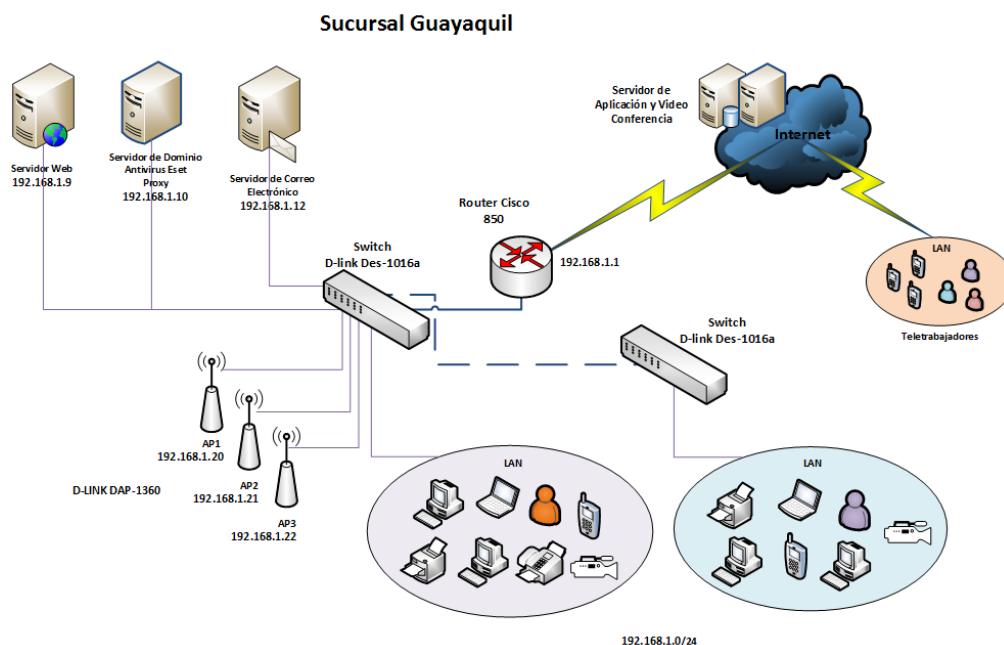 Sucursal Guayaquil
Servidor Web
192.168.1.9
Servidor de Dominio
Antivirus Eset
Proxy
192.168.1.10
Servidor de Correo
Electrónico
192.168.1.12
Servidor de
Aplicación y Video
Conferencia
Internet
Router Cisco
850
192.168.1.1
Switch
D-link Des-1016a
LAN
Teletrabajadores
Switch
D-link Des-1016a
AP1
192.168.1.20
AP2
192.168.1.21
AP3
192.168.1.22
D-LINK DAP-1360
LAN
LAN
192.168.1.0/24